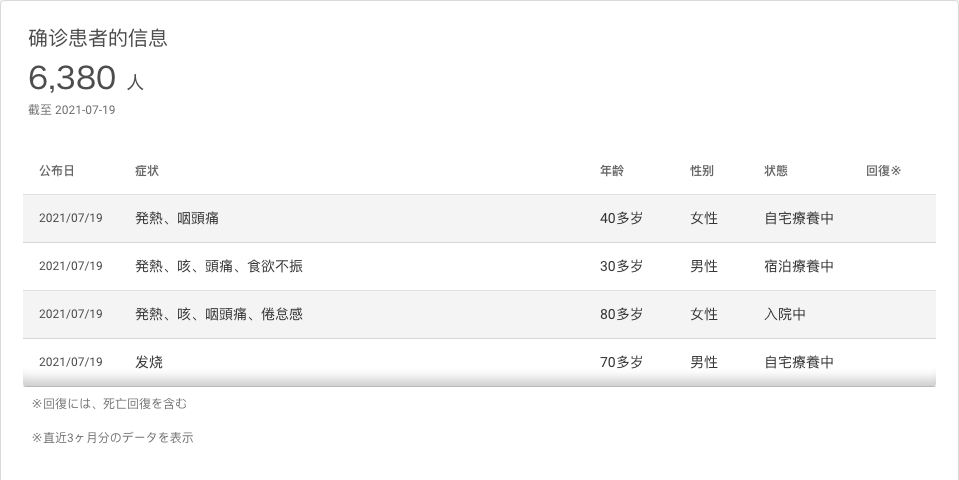 确诊患者的信息
6,380 人
截至 2021-07-19
公布日 症状 年龄 性别 状態 回復※
2021/07/19 発熱、咽頭痛 40多岁 女性 自宅療養中
2021/07/19 発熱、咳、頭痛、食欲不振 30多岁 男性 宿泊療養中
2021/07/19 発熱、咳、咽頭痛、倦怠感 80多岁 女性 入院中
2021/07/19 发烧 70多岁 男性 自宅療養中
※回復には、死亡回復を含む
※直近3ヶ月分のデータを表示